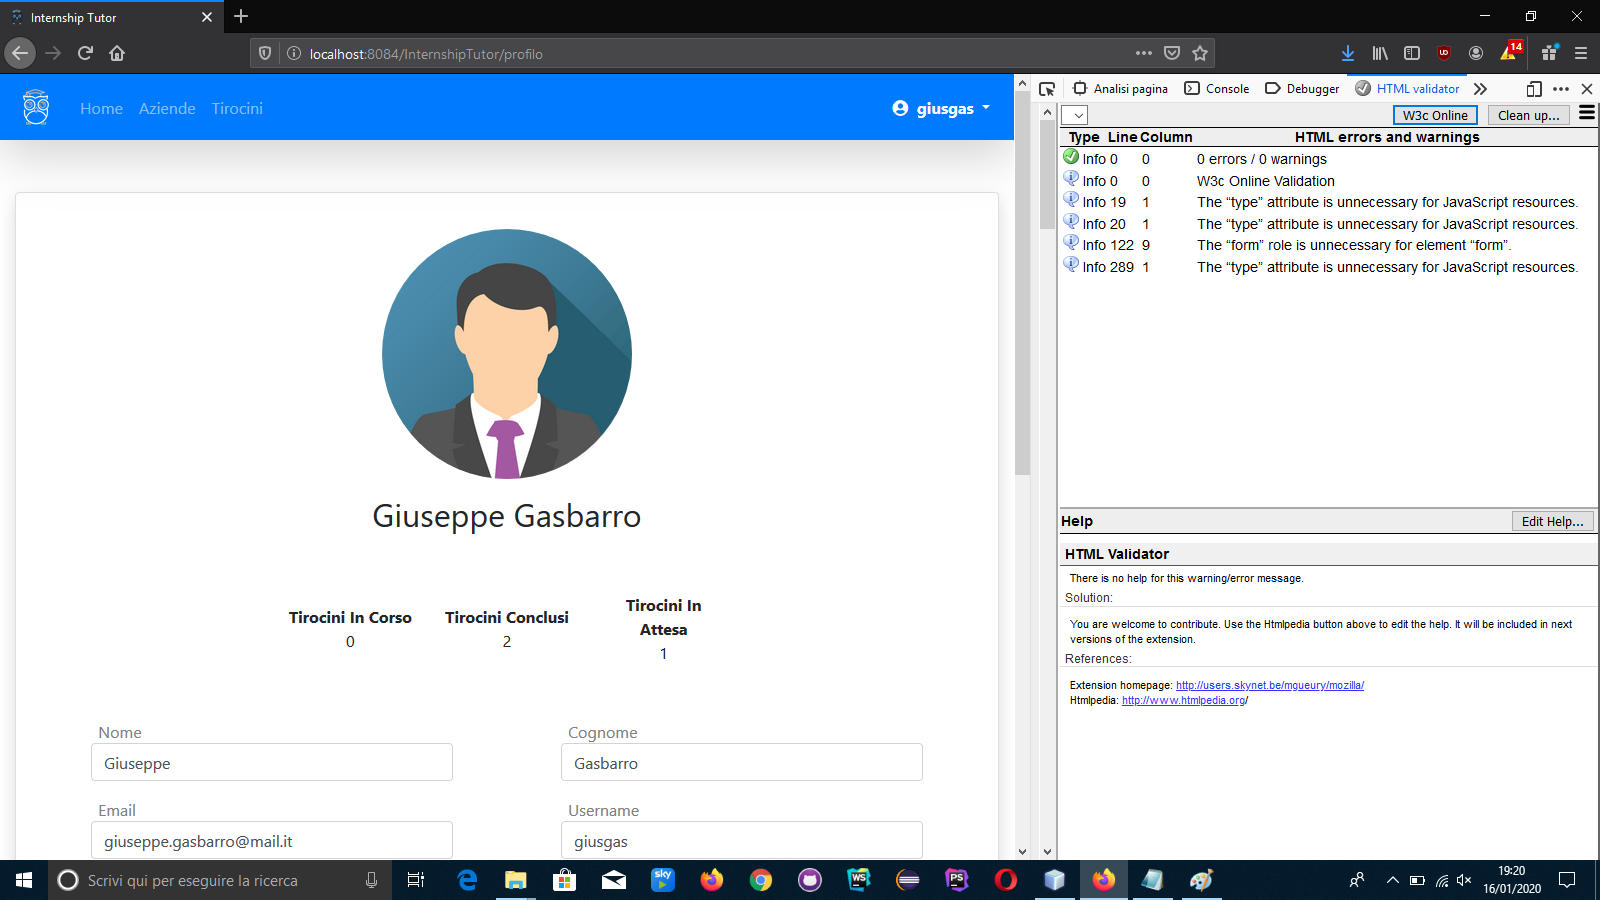 Internship Tutor
localhost:8084/InternshipTutor/profilo
14
Home Aziende Tirocini
giusgas
Giuseppe Gasbarro
Tirocini In Corso
0
Tirocini Conclusi
2
Tirocini In
Attesa
1
Nome
Giuseppe
Cognome
Gasbarro
Email
giuseppe.gasbarro@mail.it
Username
giusgas
Analisi pagina Console Debugger HTML validator
W3c Online Clean up...
Type Line Column HTML errors and warnings
Info 0 0 0 errors / 0 warnings
Info 0 0 W3c Online Validation
Info 19 1 The “type” attribute is unnecessary for JavaScript resources.
Info 20 1 The “type” attribute is unnecessary for JavaScript resources.
Info 122 9 The “form” role is unnecessary for element “form”.
Info 289 1 The “type” attribute is unnecessary for JavaScript resources.
Help Edit Help...
HTML Validator
There is no help for this warning/error message.
Solution:
You are welcome to contribute. Use the Htmlpedia button above to edit the help. It will be included in next
versions of the extension.
References:
Extension homepage: http://users.skynet.be/mgueury/mozilla/
Htmlpedia: http://www.htmlpedia.org/
Scrivi qui per eseguire la ricerca
sky
WS
PS
19:20
16/01/2020